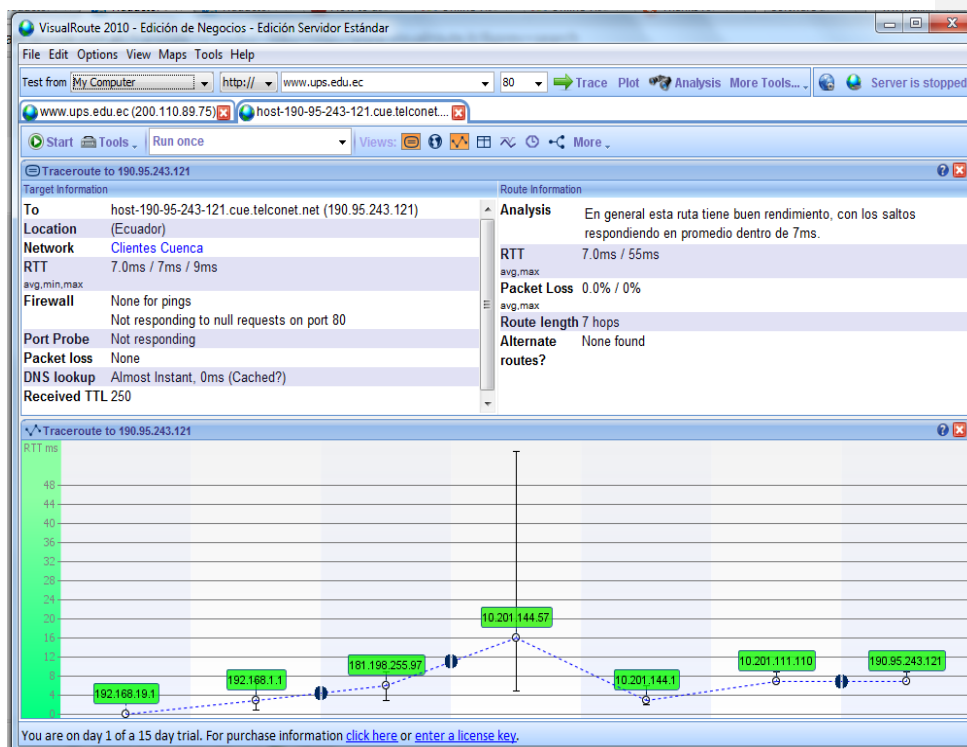 VisualRoute 2010 - Edición de Negocios - Edición Servidor Estándar
File Edit Options View Maps Tools Help
Test from My Computer http:// www.ups.edu.ec 80 Trace Plot Analysis More Tools... Server is stopped
www.ups.edu.ec (200.110.89.75) host-190-95-243-121.cue.telconet....
Start Tools Run once Views: More
Traceroute to 190.95.243.121
Target Information
To host-190-95-243-121.cue.telconet.net (190.95.243.121)
Location (Ecuador)
Network Clientes Cuenca
RTT 7.0ms / 7ms / 9ms
avg,min,max
Firewall None for pings
Not responding to null requests on port 80
Port Probe Not responding
Packet loss None
DNS lookup Almost Instant, 0ms (Cached?)
Received TTL 250
Route Information
Analysis En general esta ruta tiene buen rendimiento, con los saltos
respondiendo en promedio dentro de 7ms.
RTT 7.0ms / 55ms
avg,max
Packet Loss 0.0% / 0%
avg,max
Route length 7 hops
Alternate None found
routes?
Traceroute to 190.95.243.121
RTT ms
48
44
40
36
32
28
24
20
16
12
8
4
0
192.168.19.1
192.168.1.1
181.198.255.97
10.201.144.57
10.201.144.1
10.201.111.110
190.95.243.121
You are on day 1 of a 15 day trial. For purchase information click here or enter a license key.